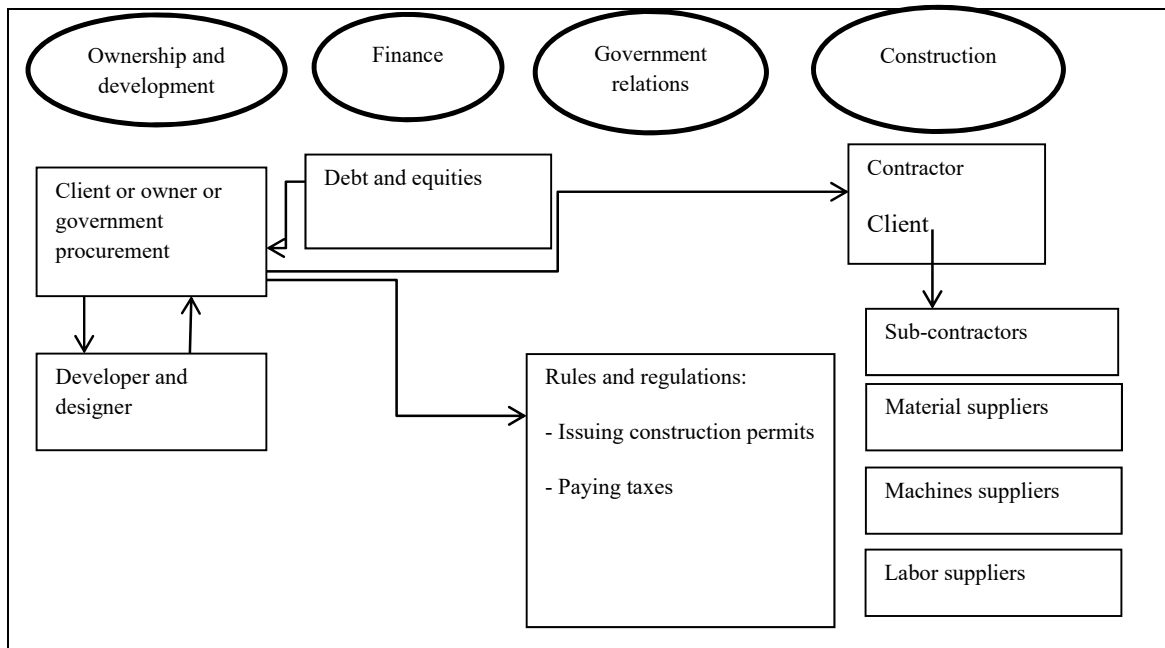 Ownership and
development
Finance
Government
relations
Construction
Client or owner or
government
procurement
Debt and equities
Contractor
Client
Developer and
designer
Rules and regulations:
- Issuing construction permits
- Paying taxes
Sub-contractors
Material suppliers
Machines suppliers
Labor suppliers